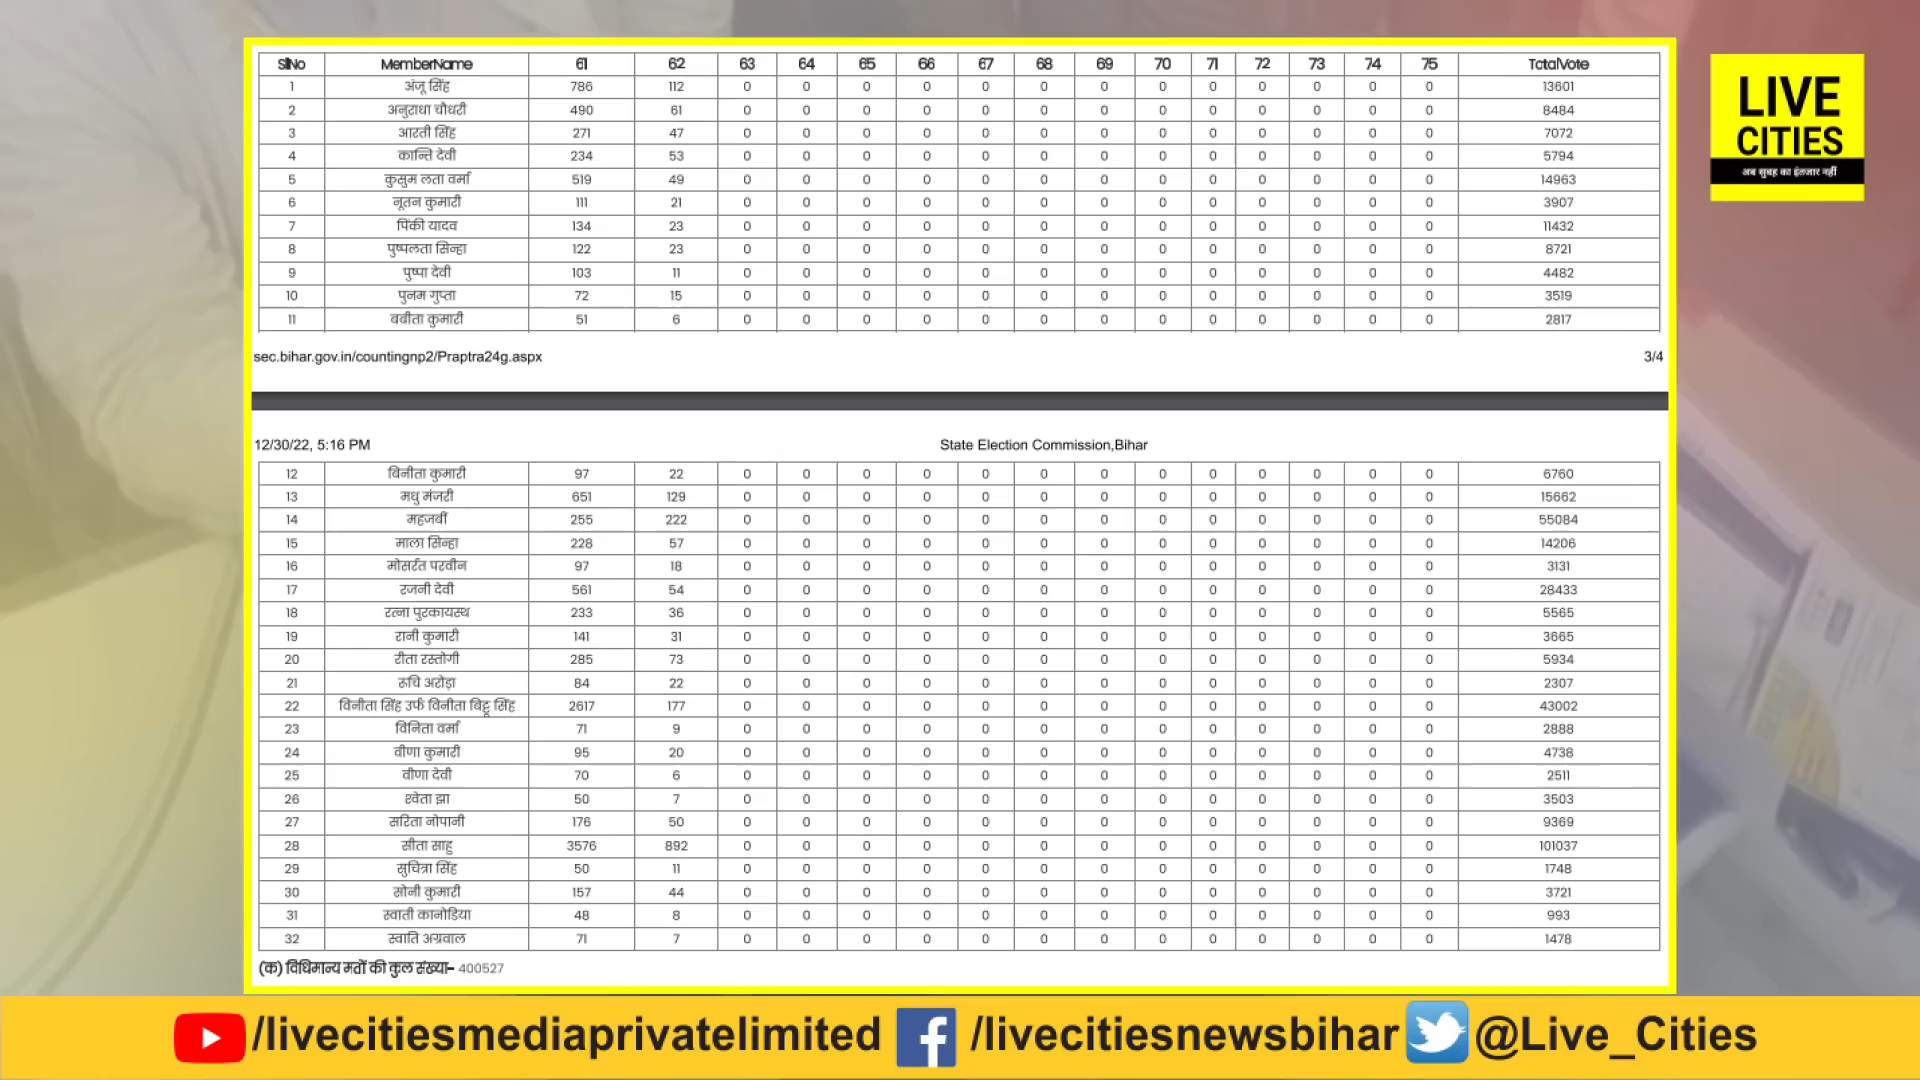 SlNo MemberName 61 62 63 64 65 66 67 68 69 70 71 72 73 74 75 TotalVote
1 अंजू सिंह 786 112 0 0 0 0 0 0 0 0 0 0 0 0 0 13601
2 अनुराधा चौधरी 490 61 0 0 0 0 0 0 0 0 0 0 0 0 0 8484
3 आरती सिंह 271 47 0 0 0 0 0 0 0 0 0 0 0 0 0 7072
4 कान्ति देवी 234 53 0 0 0 0 0 0 0 0 0 0 0 0 0 5794
5 कुसुम लता वर्मा 519 49 0 0 0 0 0 0 0 0 0 0 0 0 0 14963
6 नूतन कुमारी 111 21 0 0 0 0 0 0 0 0 0 0 0 0 0 3907
7 पिंकी यादव 134 23 0 0 0 0 0 0 0 0 0 0 0 0 0 11432
8 पुष्पलता सिन्हा 122 23 0 0 0 0 0 0 0 0 0 0 0 0 0 8721
9 पुष्पा देवी 103 11 0 0 0 0 0 0 0 0 0 0 0 0 0 4482
10 पुनम गुप्ता 72 15 0 0 0 0 0 0 0 0 0 0 0 0 0 3519
11 बबीता कुमारी 51 6 0 0 0 0 0 0 0 0 0 0 0 0 0 2817
sec.bihar.gov.in/countingnp2/Praptra24g.aspx 3/4
12/30/22, 5:16 PM State Election Commission,Bihar
12 बिनीता कुमारी 97 22 0 0 0 0 0 0 0 0 0 0 0 0 0 6760
13 मधु मंजरी 651 129 0 0 0 0 0 0 0 0 0 0 0 0 0 15662
14 महजबीं 255 222 0 0 0 0 0 0 0 0 0 0 0 0 0 55084
15 माला सिन्हा 228 57 0 0 0 0 0 0 0 0 0 0 0 0 0 14206
16 मोसर्रत परवीन 97 18 0 0 0 0 0 0 0 0 0 0 0 0 0 3131
17 रजनी देवी 561 54 0 0 0 0 0 0 0 0 0 0 0 0 0 28433
18 रत्ना पुरकायस्थ 233 36 0 0 0 0 0 0 0 0 0 0 0 0 0 5565
19 रानी कुमारी 141 31 0 0 0 0 0 0 0 0 0 0 0 0 0 3665
20 रीता रस्तोगी 285 73 0 0 0 0 0 0 0 0 0 0 0 0 0 5934
21 रूचि अरोड़ा 84 22 0 0 0 0 0 0 0 0 0 0 0 0 0 2307
22 विनीता सिंह उर्फ विनीता बिट्टू सिंह 2617 177 0 0 0 0 0 0 0 0 0 0 0 0 0 43002
23 विनिता वर्मा 71 9 0 0 0 0 0 0 0 0 0 0 0 0 0 2888
24 वीणा कुमारी 95 20 0 0 0 0 0 0 0 0 0 0 0 0 0 4738
25 वीणा देवी 70 6 0 0 0 0 0 0 0 0 0 0 0 0 0 2511
26 श्वेता झा 50 7 0 0 0 0 0 0 0 0 0 0 0 0 0 3503
27 सरिता नोपानी 176 50 0 0 0 0 0 0 0 0 0 0 0 0 0 9369
28 सीता साहु 3576 892 0 0 0 0 0 0 0 0 0 0 0 0 0 101037
29 सुचित्रा सिंह 50 11 0 0 0 0 0 0 0 0 0 0 0 0 0 1748
30 सोनी कुमारी 157 44 0 0 0 0 0 0 0 0 0 0 0 0 0 3721
31 स्वाती कानोडिया 48 8 0 0 0 0 0 0 0 0 0 0 0 0 0 993
32 स्वाति अग्रवाल 71 7 0 0 0 0 0 0 0 0 0 0 0 0 0 1478
(क) विधिमान्य मतों की कुल संख्या- 400527
LIVE
CITIES
अब सुबह का इंतजार नहीं
/livecitiesmediaprivatelimited /livecitiesnewsbihar @Live_Cities